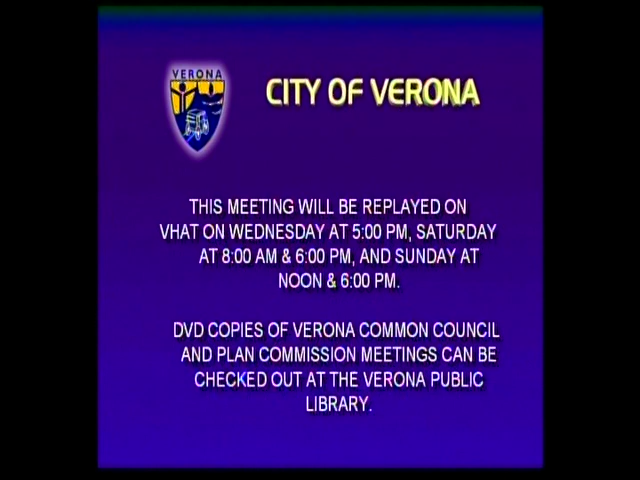 VERONA
CITY OF VERONA
THIS MEETING WILL BE REPLAYED ON
VHAT ON WEDNESDAY AT 5:00 PM, SATURDAY
AT 8:00 AM & 6:00 PM, AND SUNDAY AT
NOON & 6:00 PM.
DVD COPIES OF VERONA COMMON COUNCIL
AND PLAN COMMISSION MEETINGS CAN BE
CHECKED OUT AT THE VERONA PUBLIC
LIBRARY.